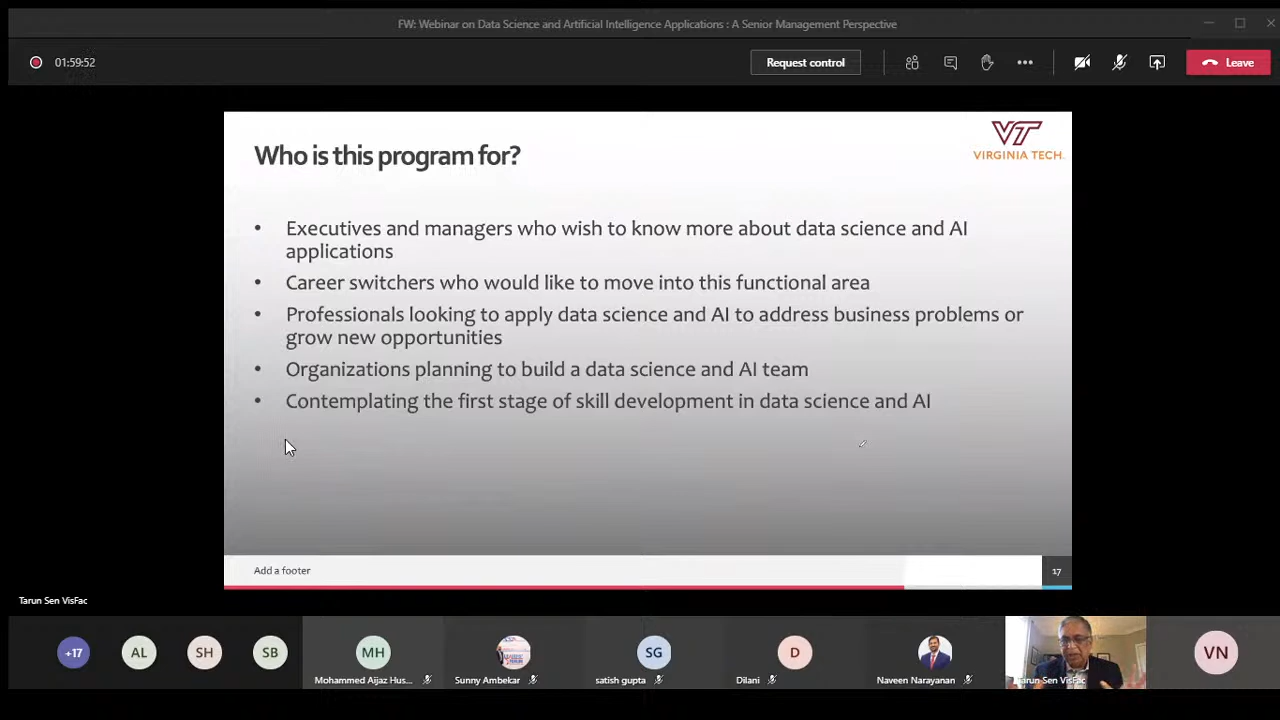 FW: Webinar on Data Science and Artificial Intelligence Applications : A Senior Management Perspective
01:59:52
Request control
Leave
Who is this program for?
VT
VIRGINIA TECH.
• Executives and managers who wish to know more about data science and AI
applications
• Career switchers who would like to move into this functional area
• Professionals looking to apply data science and AI to address business problems or
grow new opportunities
• Organizations planning to build a data science and AI team
• Contemplating the first stage of skill development in data science and AI
Add a footer
17
Tarun Sen VisFac
+17
AL
SH
SB
MH
SG
D
VN
Mohammed Aijaz Hus...
Sunny Ambekar
satish gupta
Dilani
Naveen Narayanan
Tarun Sen VisFac